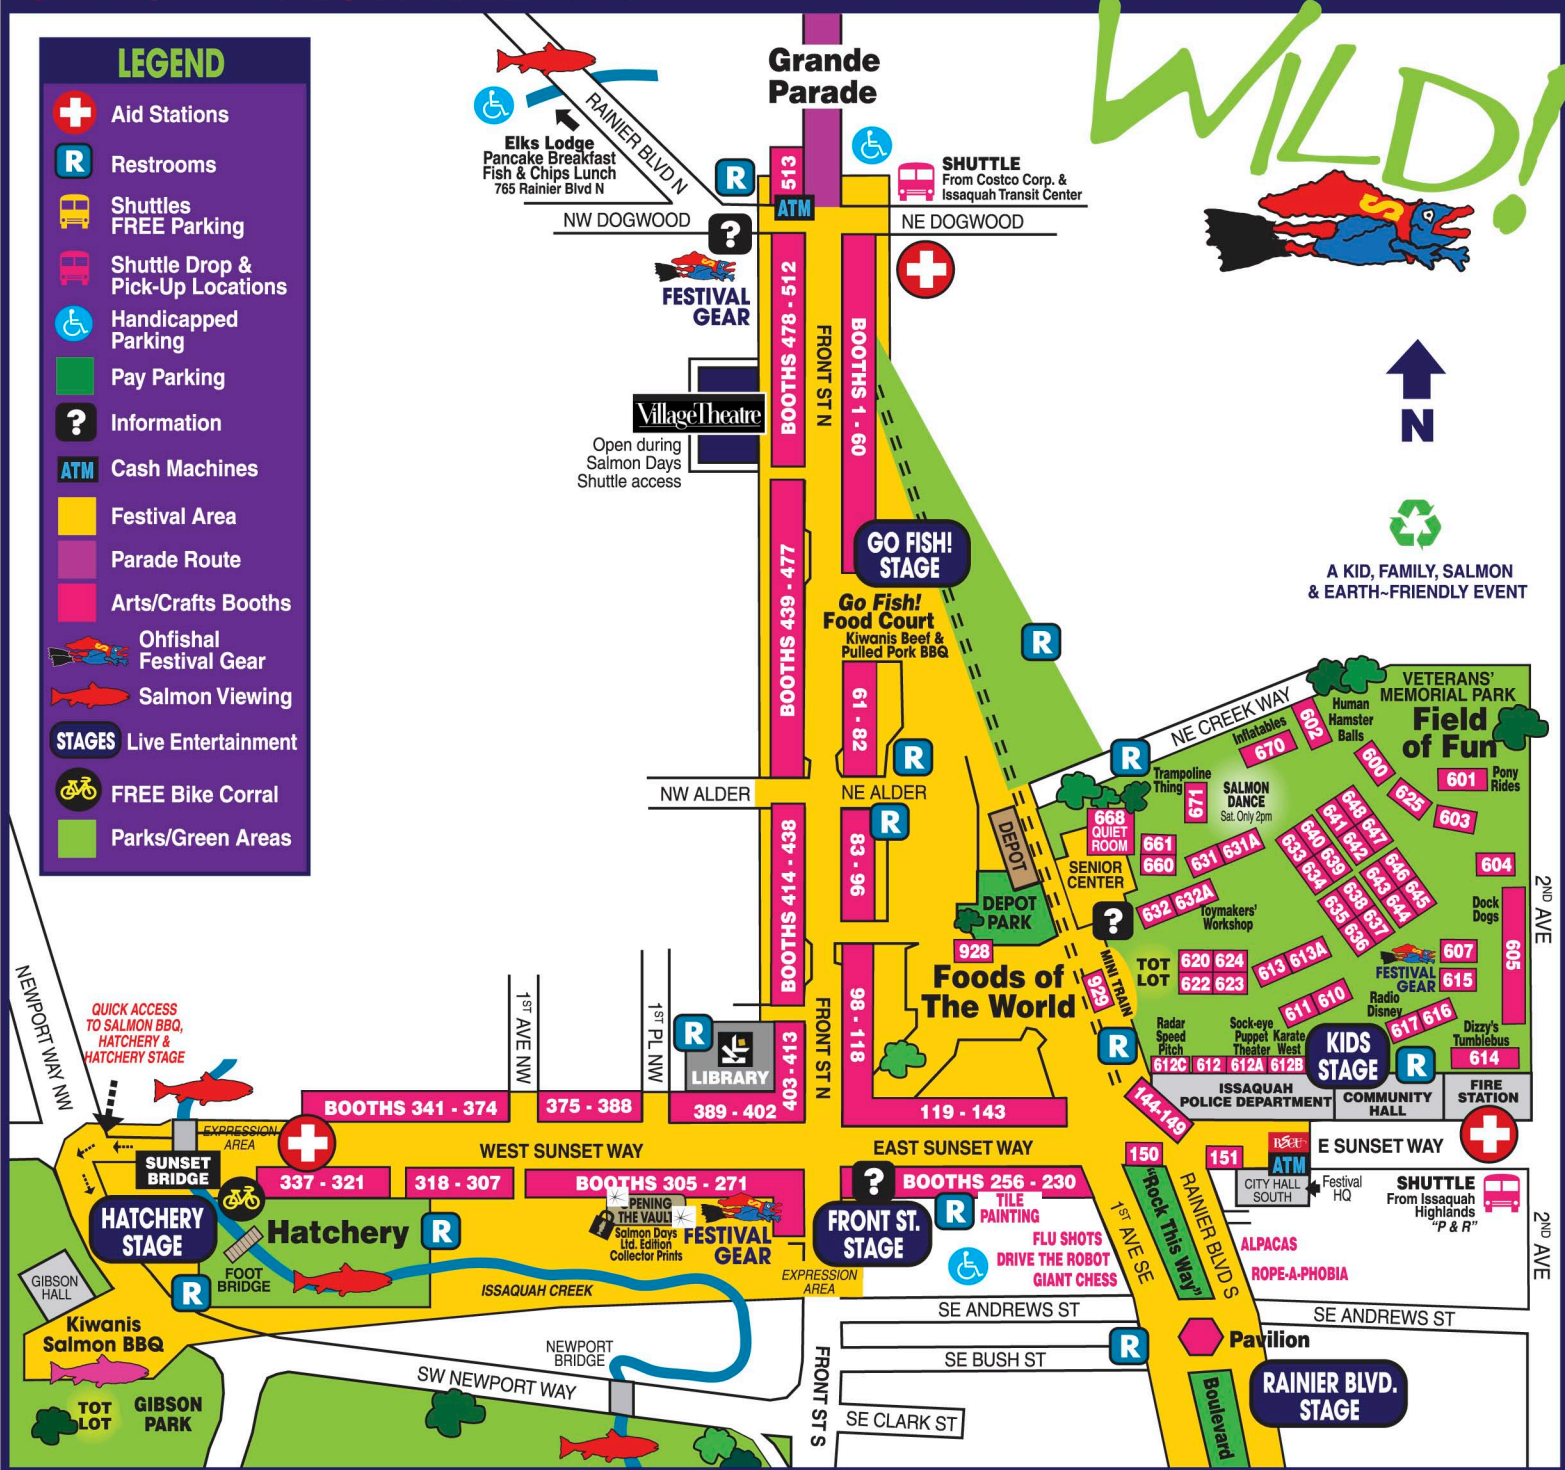 WILD!
LEGEND
Aid Stations
R
Restrooms
Shuttles
FREE Parking
Shuttle Drop &
Pick-Up Locations
Handicapped
Parking
Pay Parking
?
Information
ATM
Cash Machines
Festival Area
Parade Route
Arts/Crafts Booths
S
Ohfishal
Festival Gear
Salmon Viewing
STAGES
Live Entertainment
FREE Bike Corral
Parks/Green Areas
Grande
Parade
RAINIER BLVD N
Elks Lodge
Pancake Breakfast
Fish & Chips Lunch
765 Rainier Blvd N
R
513
ATM
SHUTTLE
From Costco Corp. &
Issaquah Transit Center
NW DOGWOOD
?
NE DOGWOOD
FESTIVAL
GEAR
BOOTHS 478 - 512
FRONT ST N
BOOTHS 1 - 60
VillageTheatre
Open during
Salmon Days
Shuttle access
S
N
A KID, FAMILY, SALMON
& EARTH~FRIENDLY EVENT
GO FISH!
STAGE
BOOTHS 439 - 477
Go Fish!
Food Court
Kiwanis Beef &
Pulled Pork BBQ
61 - 82
R
R
R
NW ALDER
NE ALDER
R
BOOTHS 414 - 438
83 - 96
DEPOT
DEPOT
PARK
928
Foods of
The World
98 - 118
FRONT ST N
NE CREEK WAY
VETERANS'
MEMORIAL PARK
Field
of Fun
Human
Hamster
Balls
602
Inflatables
670
600
601
Pony
Rides
625
603
Trampoline
Thing
671
SALMON
DANCE
Sat. Only 2pm
668
QUIET
ROOM
661
660
631
631A
SENIOR
CENTER
632
632A
Toymakers'
Workshop
648
647
641
642
640
639
633
634
646
645
643
644
638
637
635
636
604
Dock
Dogs
605
2ND AVE
?
MINI TRAIN
929
TOT
LOT
620
624
622
623
613
613A
611
610
FESTIVAL
GEAR
607
615
Radio
Disney
617
616
Dizzy's
Tumblebus
614
R
Radar
Speed
Pitch
Sock-eye
Puppet
Theater
Karate
West
612C
612
612A
612B
KIDS
STAGE
R
ISSAQUAH
POLICE DEPARTMENT
COMMUNITY
HALL
FIRE
STATION
144-149
NEWPORT WAY NW
QUICK ACCESS
TO SALMON BBQ,
HATCHERY &
HATCHERY STAGE
1ST AVE NW
1ST PL NW
R
LIBRARY
403-413
BOOTHS 341 - 374
375 - 388
389 - 402
119 - 143
EXPRESSION
AREA
SUNSET
BRIDGE
WEST SUNSET WAY
EAST SUNSET WAY
E SUNSET WAY
337 - 321
318 - 307
BOOTHS 305 - 271
?
BOOTHS 256 - 230
150
151
ATM
CITY HALL
SOUTH
Festival
HQ
SHUTTLE
From Issaquah
Highlands
"P & R"
2ND AVE
HATCHERY
STAGE
Hatchery
R
FOOT
BRIDGE
R
GIBSON
HALL
OPENING
THE VAULT
Salmon Days
Ltd. Edition
Collector Prints
FESTIVAL
GEAR
EXPRESSION
AREA
ISSAQUAH CREEK
FRONT ST.
STAGE
R
TILE
PAINTING
FLU SHOTS
DRIVE THE ROBOT
GIANT CHESS
1ST AVE SE
"Rock This Way"
RAINIER BLVD S
ALPACAS
ROPE-A-PHOBIA
SE ANDREWS ST
SE ANDREWS ST
Kiwanis
Salmon BBQ
TOT
LOT
GIBSON
PARK
NEWPORT
BRIDGE
SW NEWPORT WAY
FRONT ST S
SE BUSH ST
SE CLARK ST
R
Pavilion
RAINIER BLVD.
STAGE
Boulevard